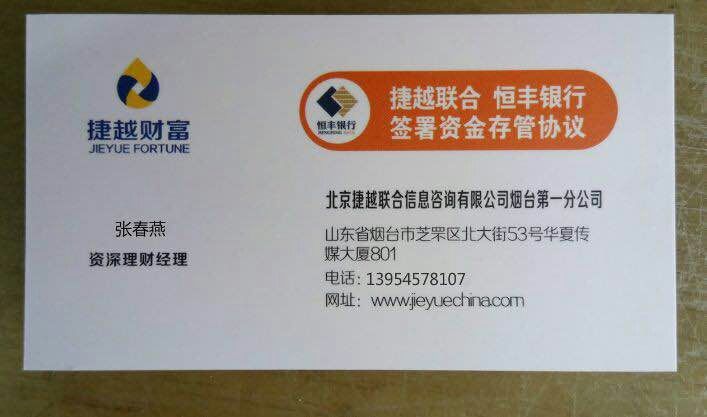 捷越财富
JIEYUE FORTUNE
张春燕
资深理财经理
恒丰银行
捷越联合 恒丰银行
签署资金存管协议
北京捷越联合信息咨询有限公司烟台第一分公司
山东省烟台市芝罘区北大街53号华夏传
媒大厦801
电话：13954578107
网址：www.jieyuechina.com